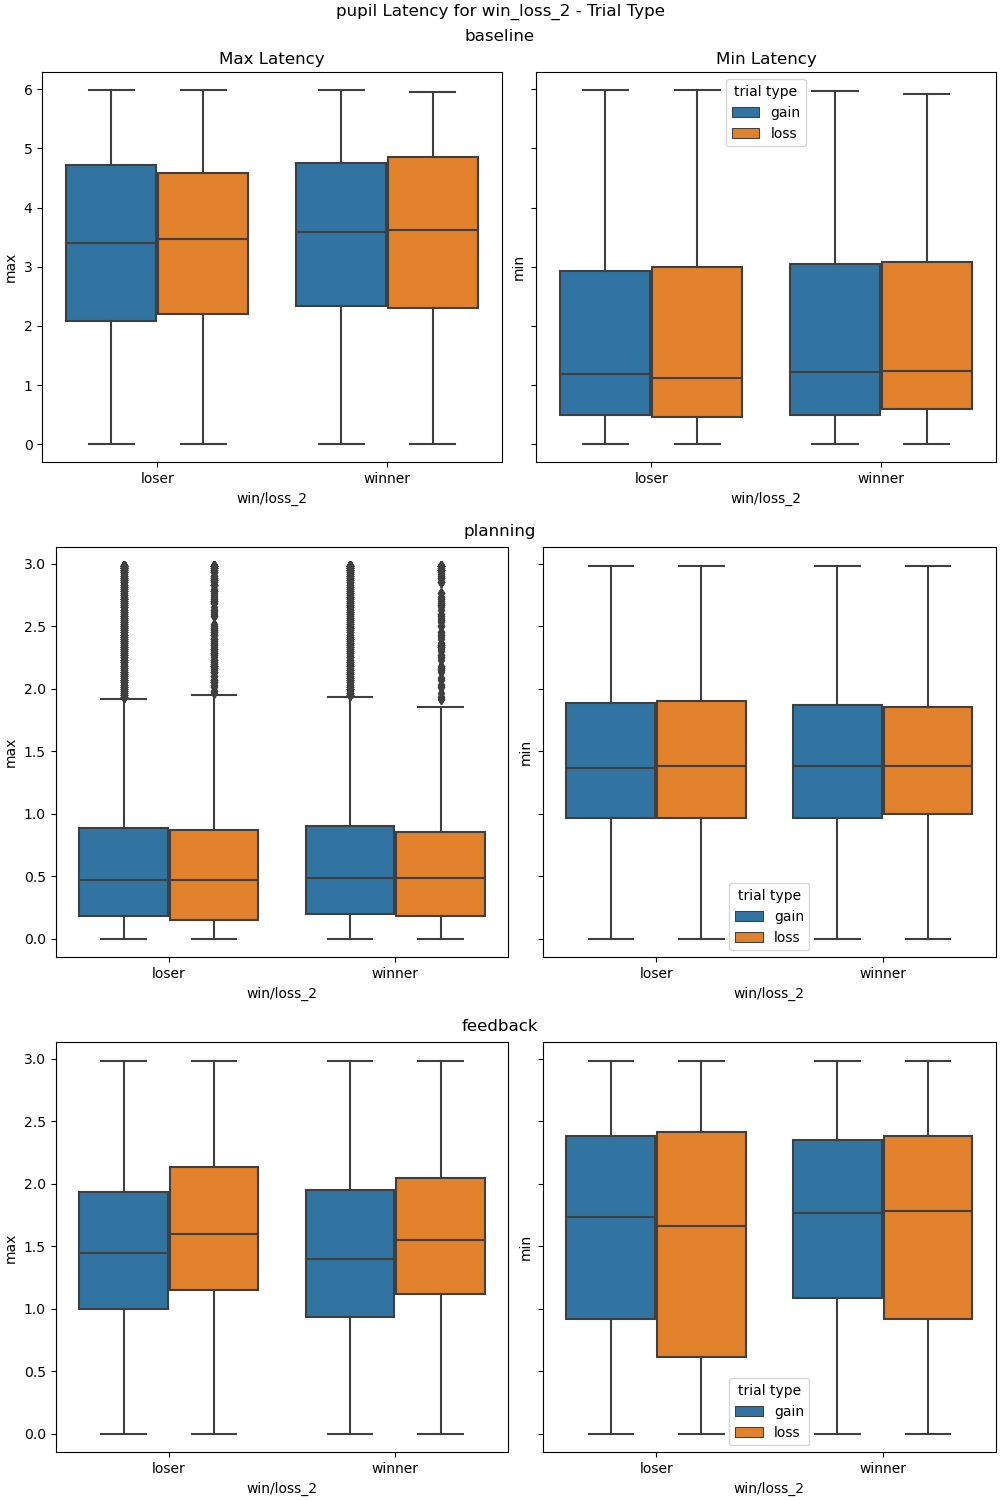 pupil Latency for win_loss_2 - Trial Type
baseline
Max Latency
Min Latency
6
5
4
3
2
1
0
max
loser
winner
win/loss_2
min
trial type
gain
loss
loser
winner
win/loss_2
planning
3.0
2.5
2.0
1.5
1.0
0.5
0.0
max
loser
winner
win/loss_2
min
trial type
gain
loss
loser
winner
win/loss_2
feedback
3.0
2.5
2.0
1.5
1.0
0.5
0.0
max
loser
winner
win/loss_2
min
trial type
gain
loss
loser
winner
win/loss_2